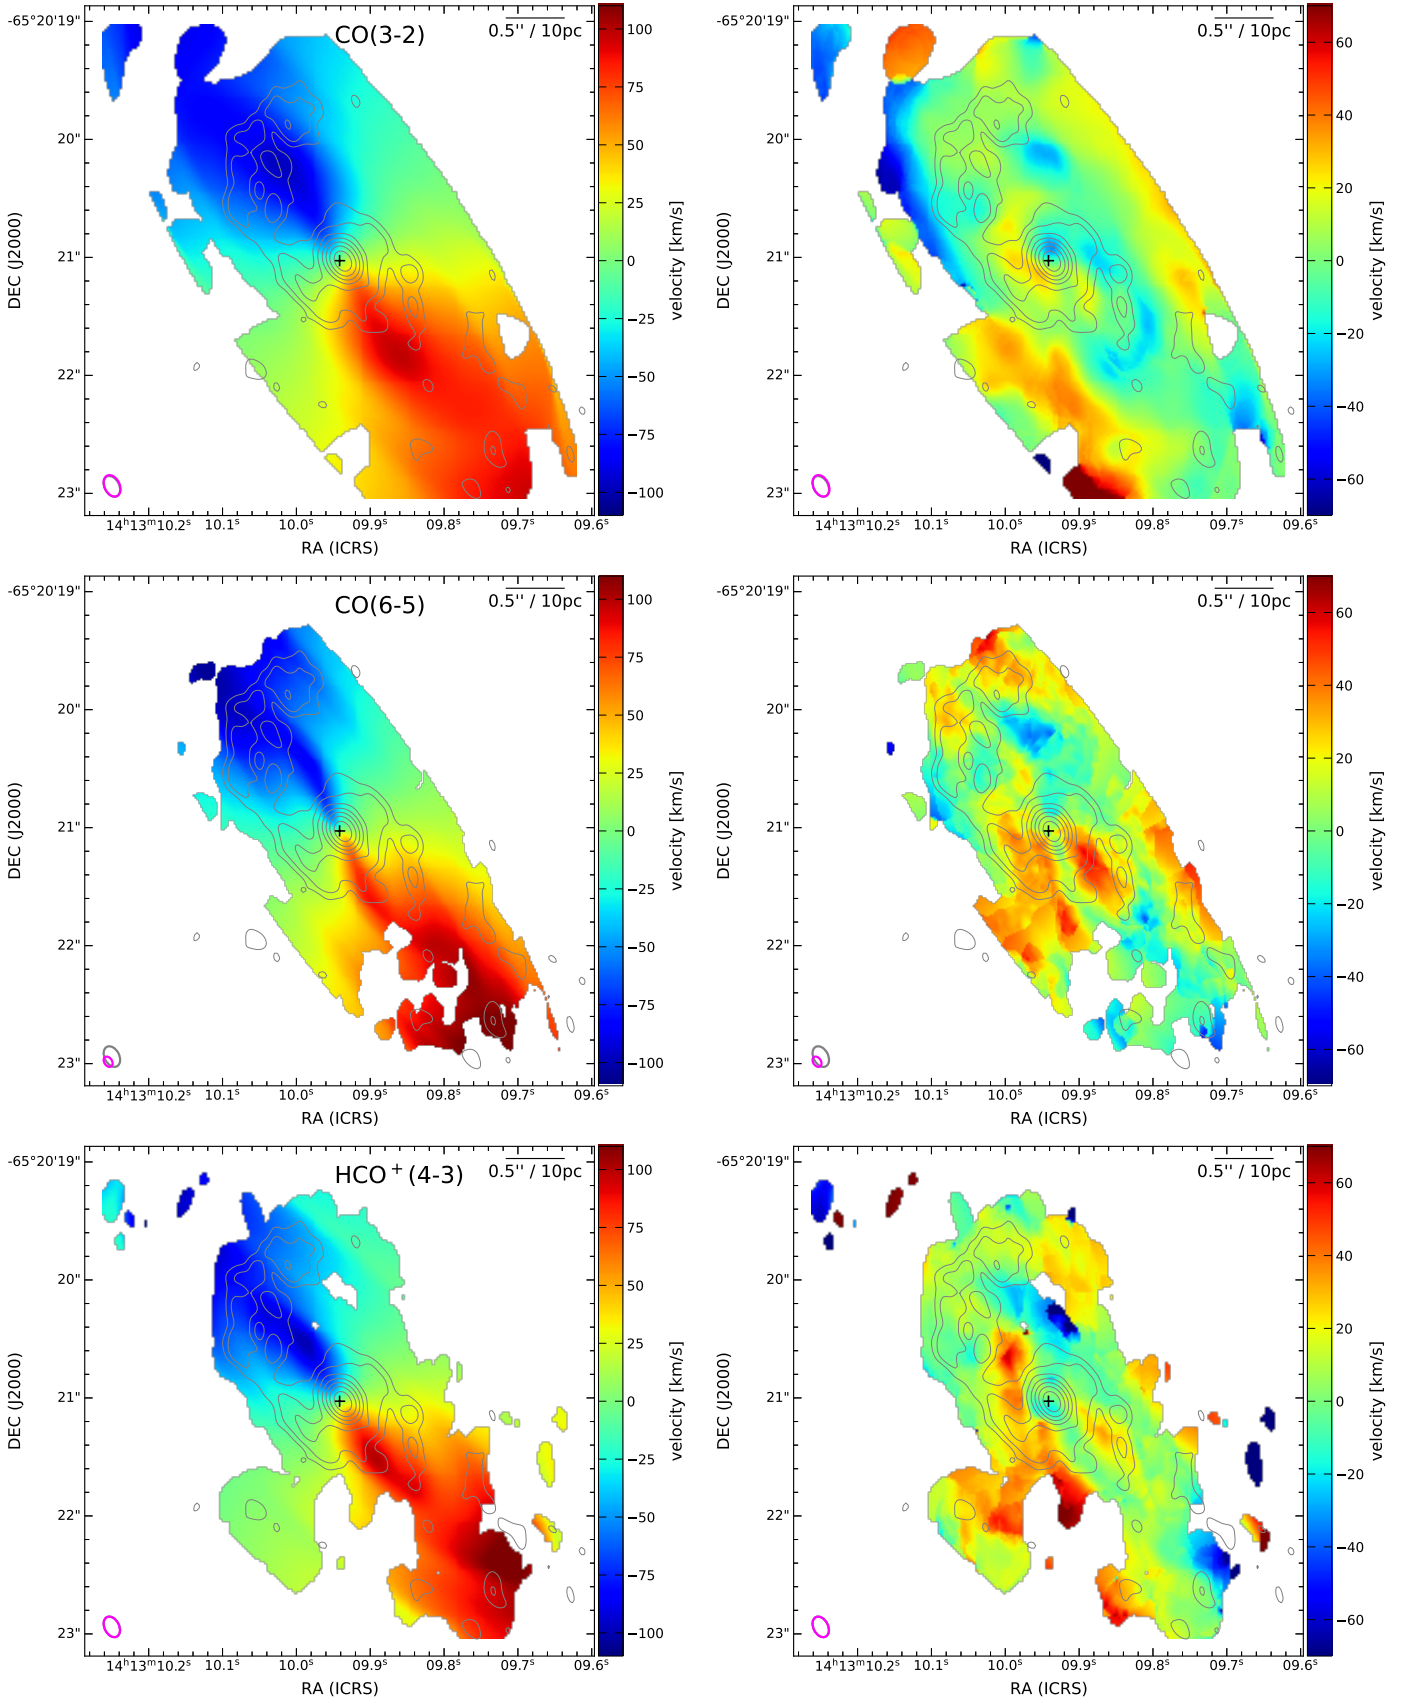 CO(3-2)
0.5'' / 10pc
-65°20'19"
20"
21"
22"
23"
DEC (J2000)
14ʰ13ᵐ10.2ˢ 10.1ˢ 10.0ˢ 09.9ˢ 09.8ˢ 09.7ˢ 09.6ˢ
RA (ICRS)
100
75
50
25
0
−25
−50
−75
−100
velocity [km/s]
0.5'' / 10pc
DEC (J2000)
14ʰ13ᵐ10.2ˢ 10.1ˢ 10.0ˢ 09.9ˢ 09.8ˢ 09.7ˢ 09.6ˢ
RA (ICRS)
60
40
20
0
−20
−40
−60
velocity [km/s]
CO(6-5)
0.5'' / 10pc
-65°20'19"
20"
21"
22"
23"
DEC (J2000)
14ʰ13ᵐ10.2ˢ 10.1ˢ 10.0ˢ 09.9ˢ 09.8ˢ 09.7ˢ 09.6ˢ
RA (ICRS)
100
75
50
25
0
−25
−50
−75
−100
velocity [km/s]
0.5'' / 10pc
DEC (J2000)
14ʰ13ᵐ10.2ˢ 10.1ˢ 10.0ˢ 09.9ˢ 09.8ˢ 09.7ˢ 09.6ˢ
RA (ICRS)
60
40
20
0
−20
−40
−60
velocity [km/s]
HCO⁺(4-3)
0.5'' / 10pc
-65°20'19"
20"
21"
22"
23"
DEC (J2000)
14ʰ13ᵐ10.2ˢ 10.1ˢ 10.0ˢ 09.9ˢ 09.8ˢ 09.7ˢ 09.6ˢ
RA (ICRS)
100
75
50
25
0
−25
−50
−75
−100
velocity [km/s]
0.5'' / 10pc
DEC (J2000)
14ʰ13ᵐ10.2ˢ 10.1ˢ 10.0ˢ 09.9ˢ 09.8ˢ 09.7ˢ 09.6ˢ
RA (ICRS)
60
40
20
0
−20
−40
−60
velocity [km/s]
-65°20'19"
20"
21"
22"
23"
-65°20'19"
20"
21"
22"
23"
-65°20'19"
20"
21"
22"
23"